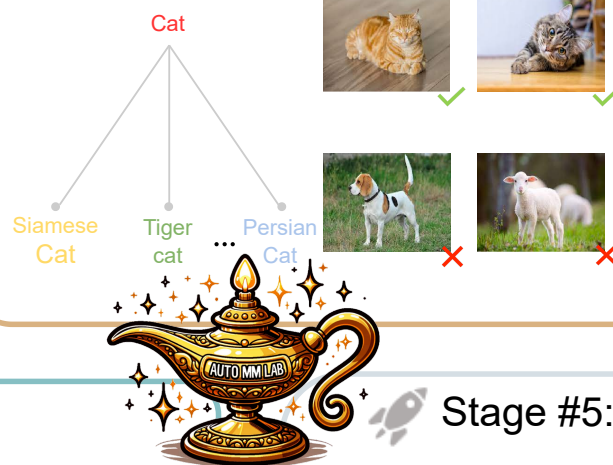 Cat
Siamese
Cat
Tiger
cat
...
Persian
Cat
AUTO MM LAB
Stage #5: